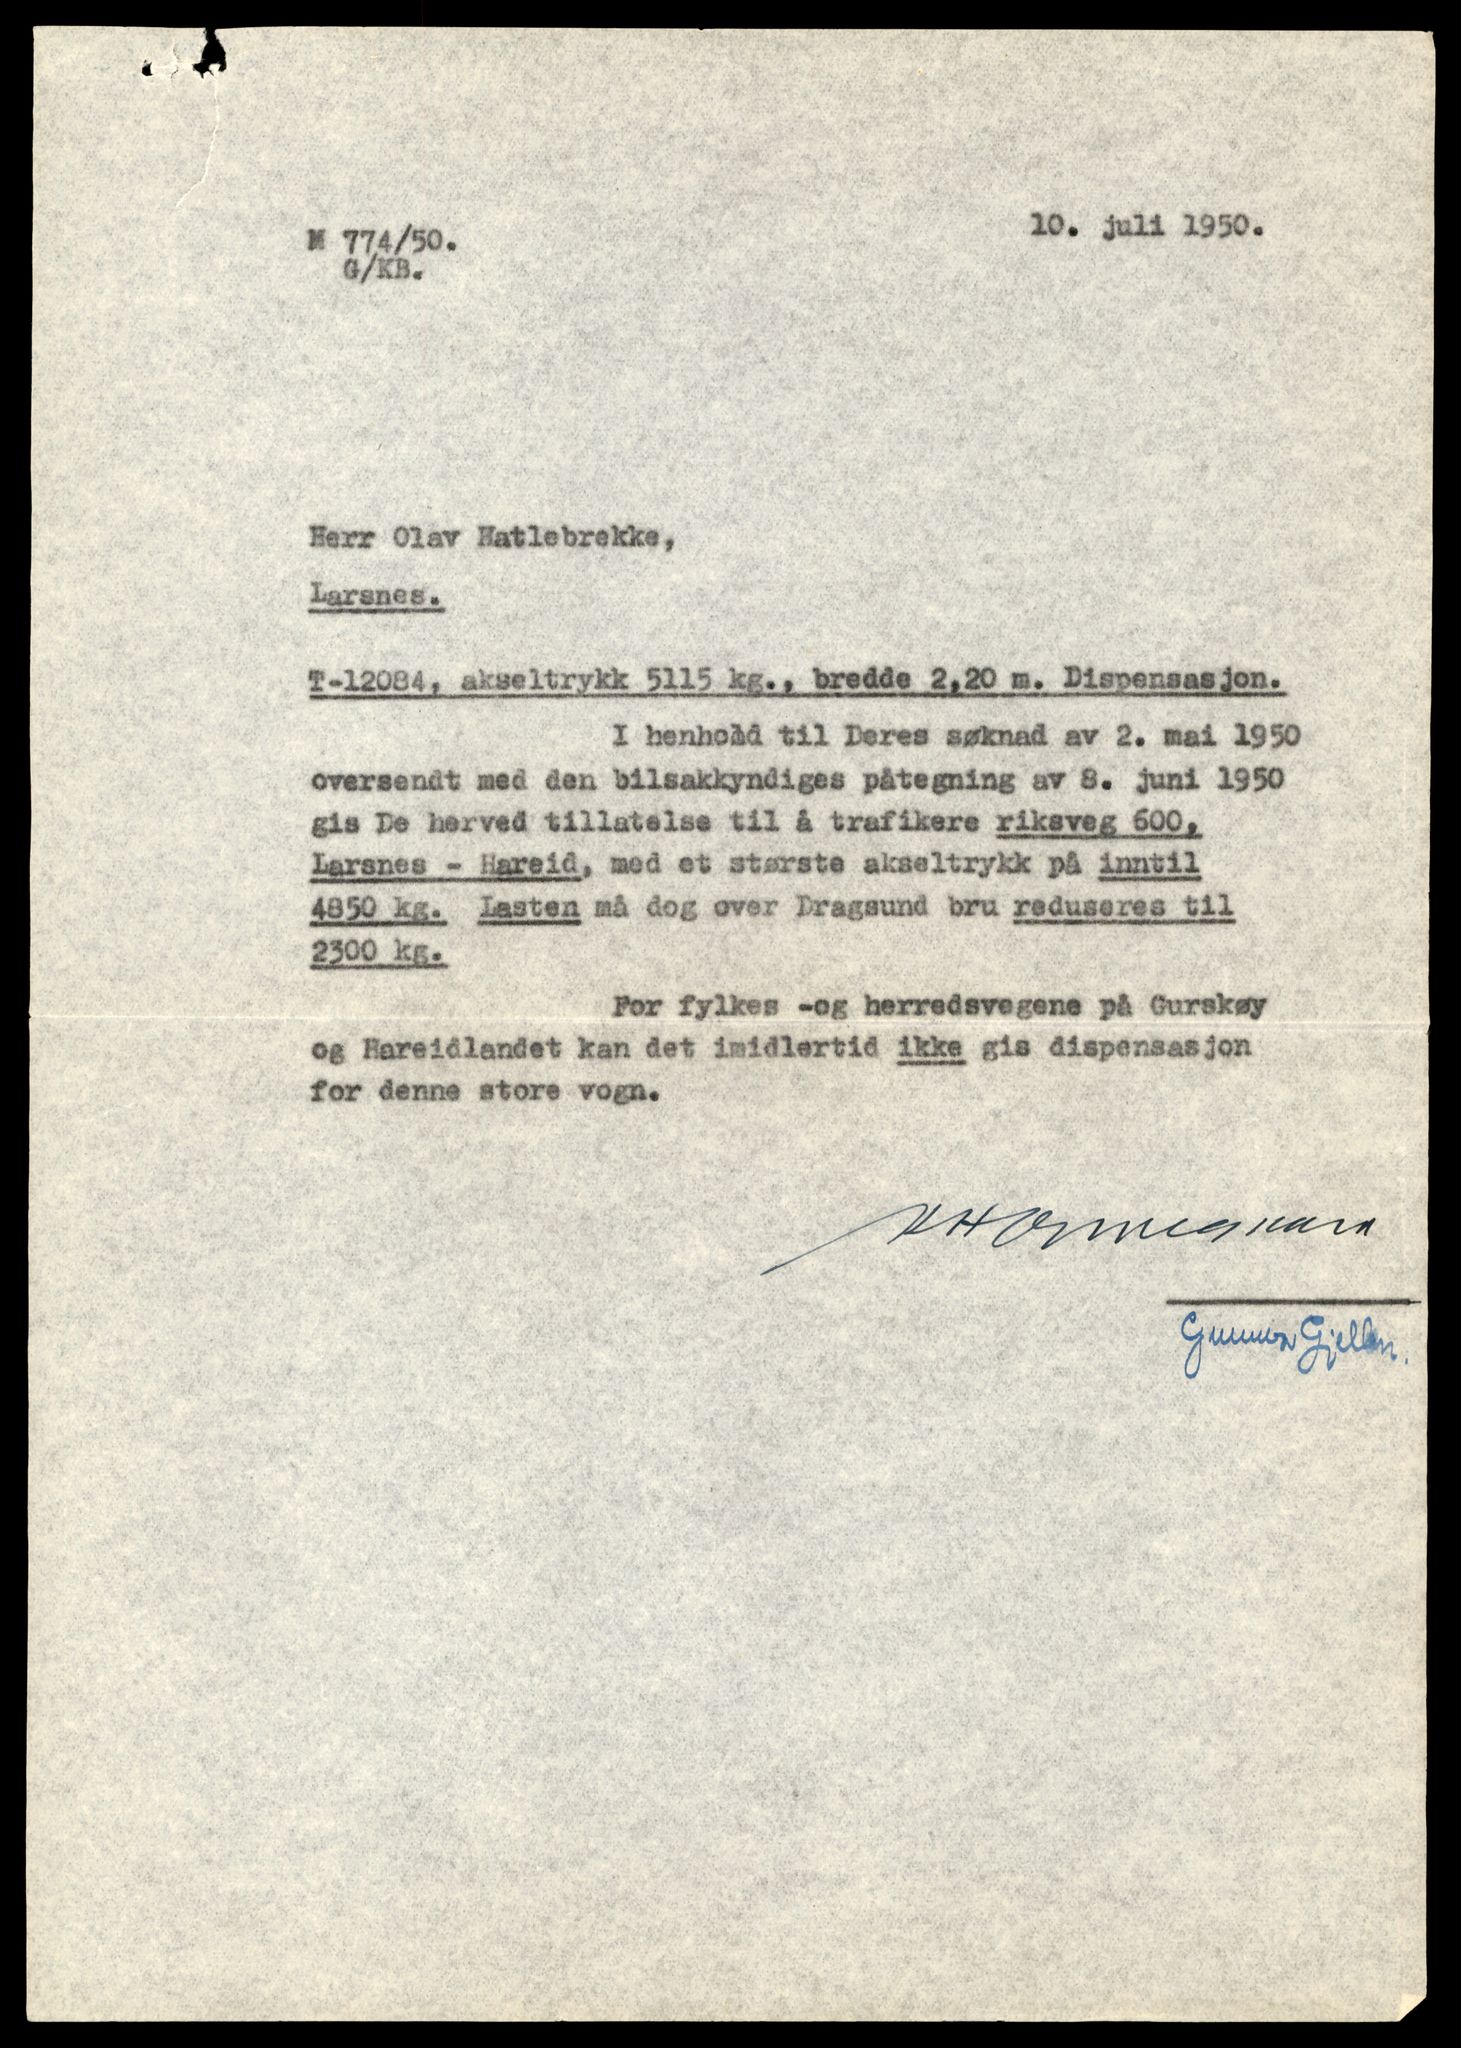 M 774/50.
G/KB.
10. juli 1950.
Herr Olav Hatlebrekke,
Larsnes.
T-12084, akseltrykk 5115 kg., bredde 2,20 m. Dispensasjon.
I henhold til Deres søknad av 2. mai 1950
oversendt med den bilsakkyndiges påtegning av 8. juni 1950
gis De herved tillatelse til å trafikere riksveg 600,
Larsnes - Hareid, med et største akseltrykk på inntil
4850 kg. Lasten må dog over Dragsund bru reduseres til
2300 kg.
For fylkes -og herredsvegene på Gurskøy
og Hareidlandet kan det imidlertid ikke gis dispensasjon
for denne store vogn.